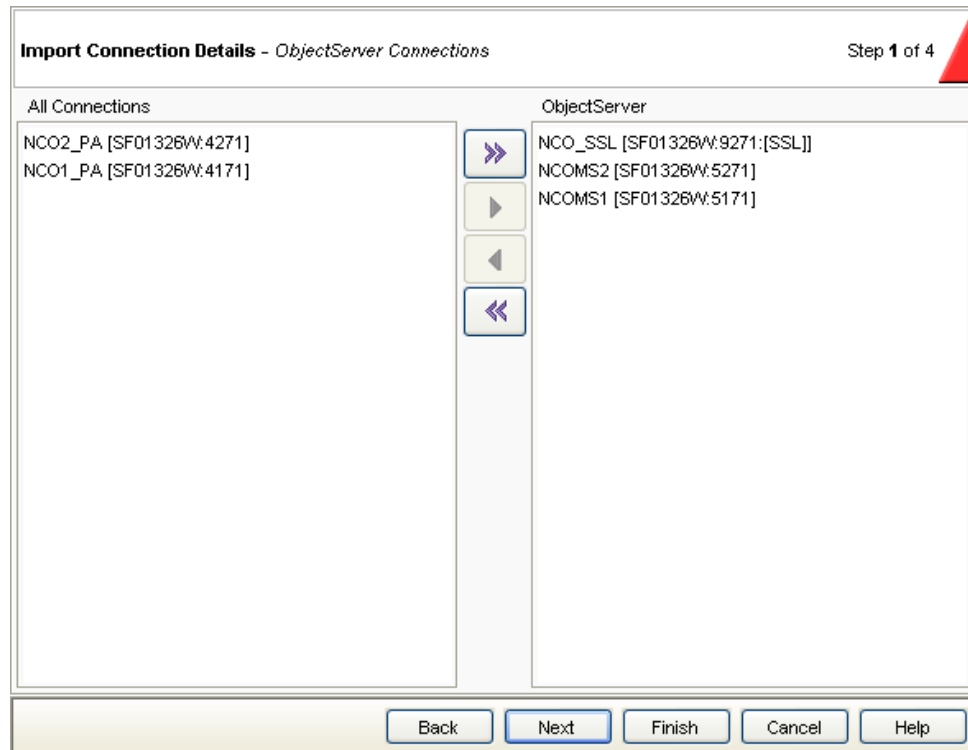 Import Connection Details - ObjectServer Connections
Step 1 of 4
All Connections
NCO2_PA [SF01326W:4271]
NCO1_PA [SF01326W:4171]
ObjectServer
NCO_SSL [SF01326W:9271:[SSL]]
NCOMS2 [SF01326W:5271]
NCOMS1 [SF01326W:5171]
Back
Next
Finish
Cancel
Help